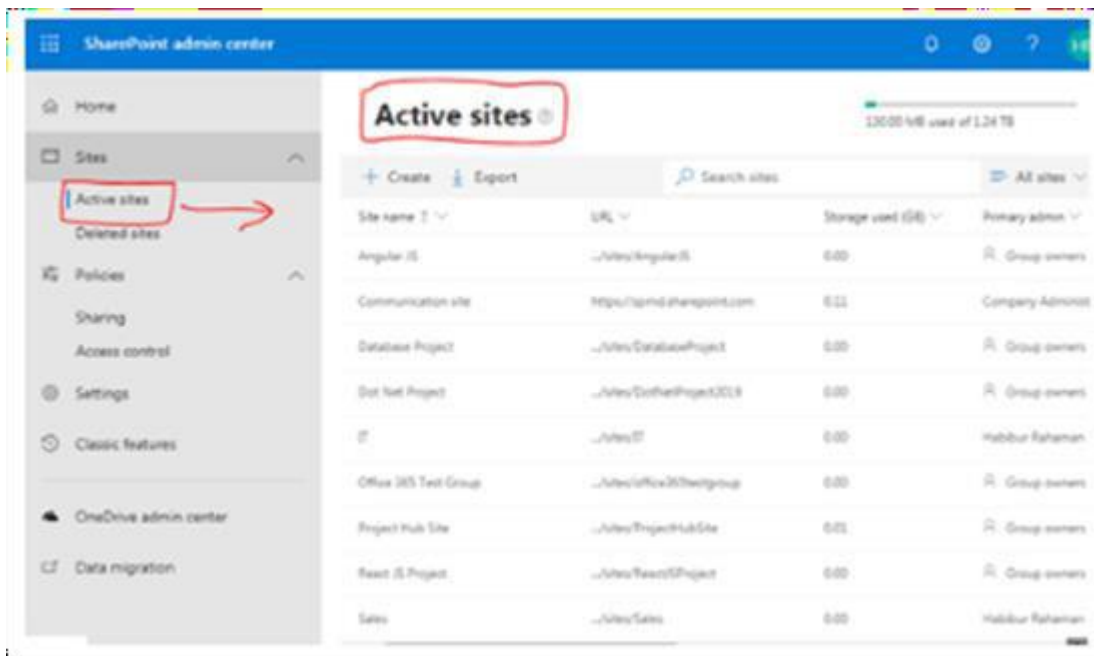 SharePoint admin center ?
Home
Sites
Active sites
Deleted sites
Policies
Sharing
Access control
Settings
Classic features
OneDrive admin center
Data migration
Active sites
130.00 MB used of 1.24 TB
Create Export Search sites All sites
Site name URL Storage used (GB) Primary admin
Angular JS .../sites/AngularJS 0.00 Group owners
Communication site https://spmd.sharepoint.com 0.11 Company Administ
Database Project .../sites/DatabaseProject 0.00 Group owners
Dot Net Project .../sites/DotNetProject2019 0.00 Group owners
IT .../sites/IT 0.00 Habibur Rahaman
Office 365 Test Group .../sites/office365testgroup 0.00 Group owners
Project Hub Site .../sites/ProjectHubSite 0.01 Group owners
React JS Project .../sites/ReactJSProject 0.00 Group owners
Sales .../sites/Sales 0.00 Habibur Rahaman